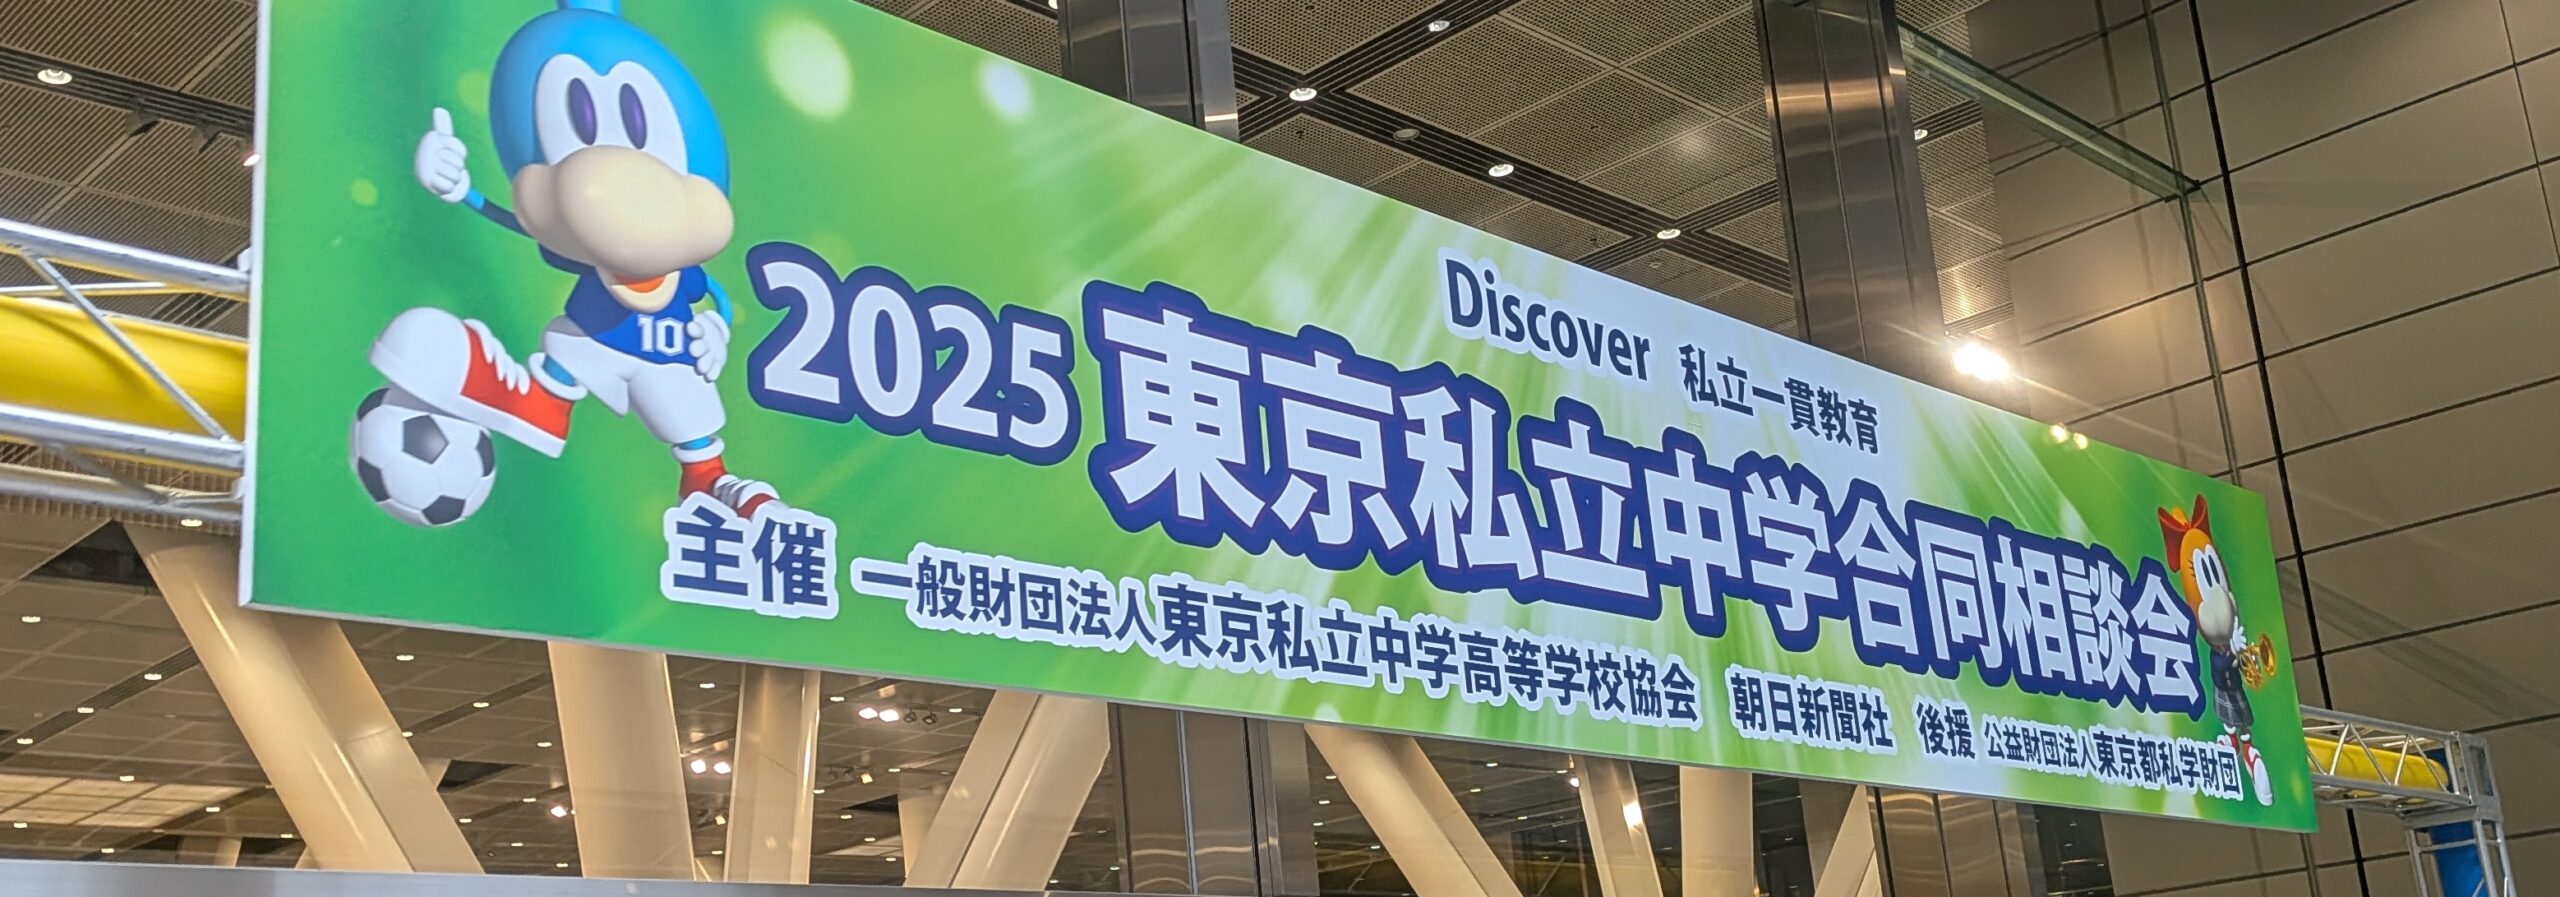 Discover 私立一貫教育
2025 東京私立中学合同相談会
主催 一般財団法人東京私立中学高等学校協会 朝日新聞社 後援 公益財団法人東京都私学財団
10